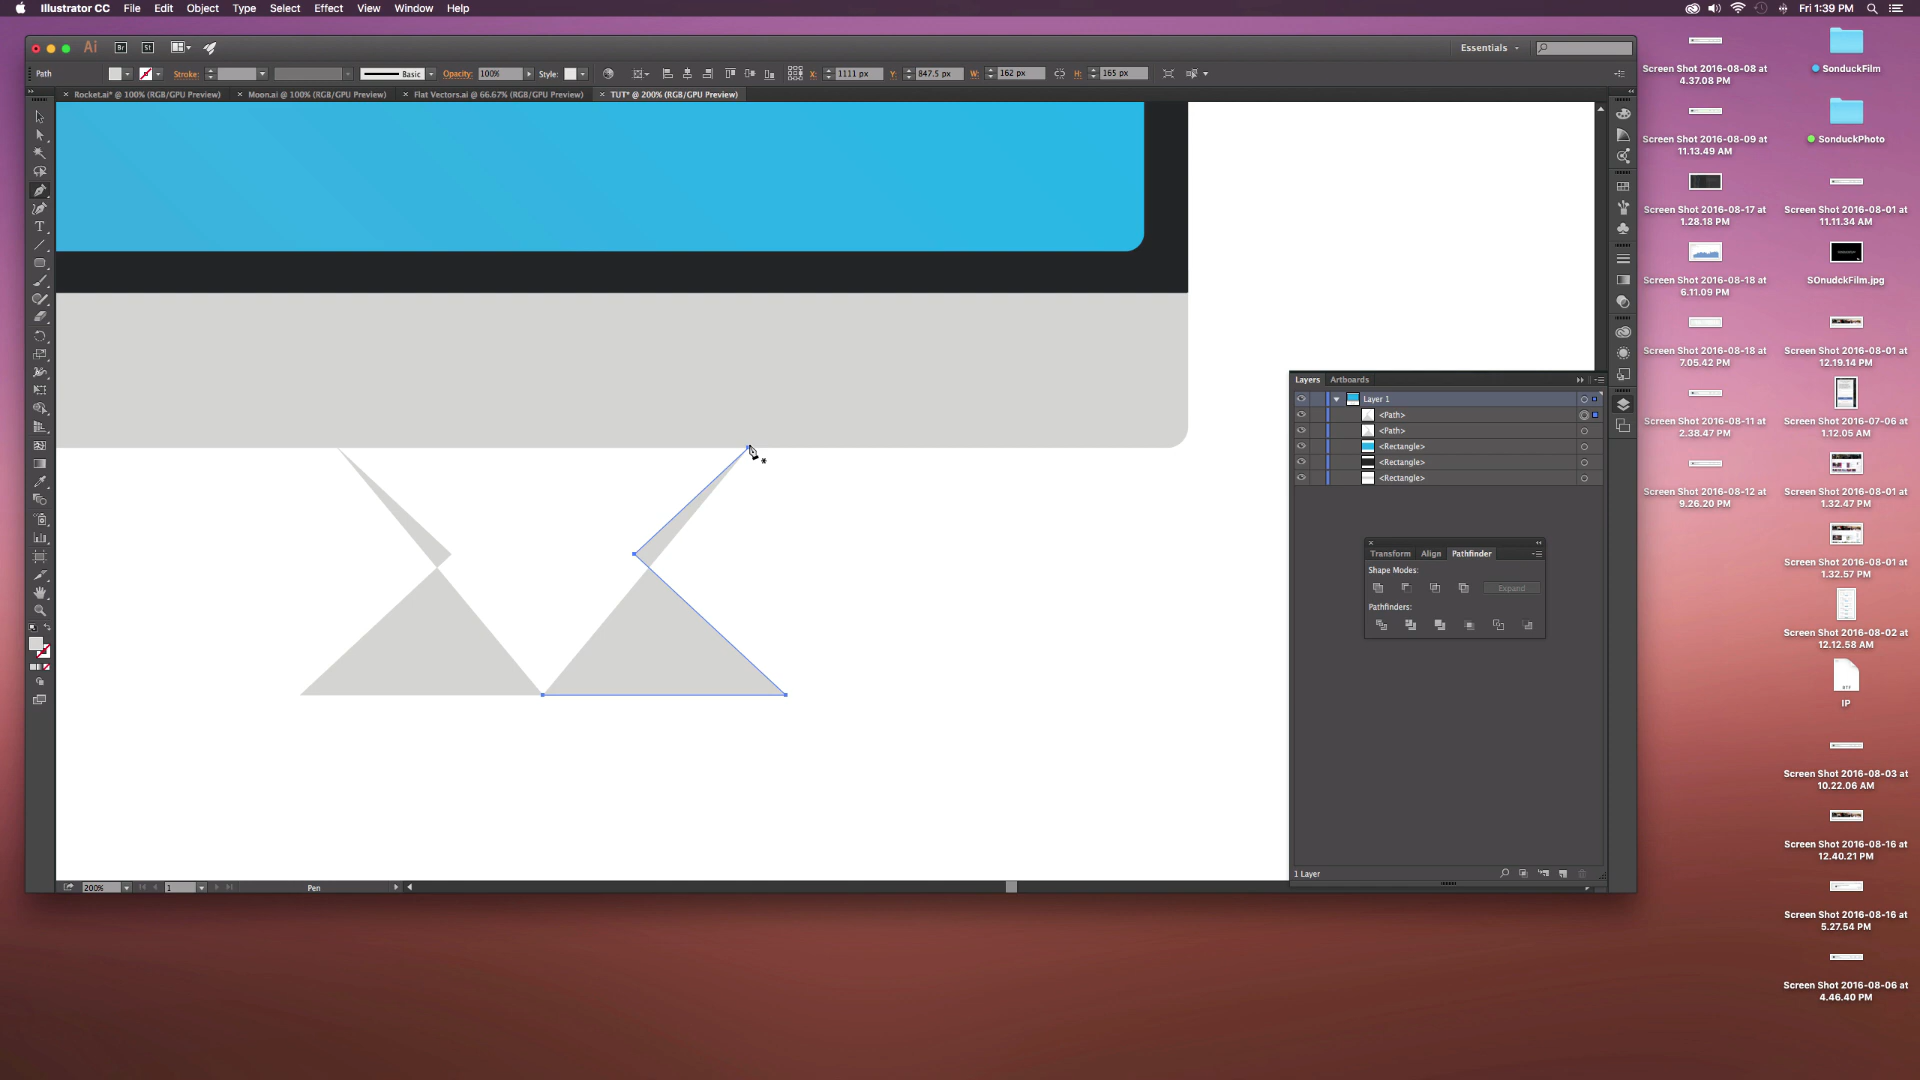 Illustrator CC File Edit Object Type Select Effect View Window Help Fri 1:39 PM
Ai Br St Essentials
Path Stroke: Basic Opacity: 100% Style: X: 1111 px Y: 847.5 px W: 162 px H: 165 px
× Rocket.ai* @ 100% (RGB/GPU Preview) × Moon.ai @ 100% (RGB/GPU Preview) × Flat Vectors.ai @ 66.67% (RGB/GPU Preview) × TUT* @ 200% (RGB/GPU Preview)
Layers Artboards
Layer 1
<Path>
<Path>
<Rectangle>
<Rectangle>
<Rectangle>
Transform Align Pathfinder
Shape Modes:
Expand
Pathfinders:
1 Layer
200% 1 Pen
Screen Shot 2016-08-08 at
4.37.08 PM
SonduckFilm
Screen Shot 2016-08-09 at
11.13.49 AM
SonduckPhoto
Screen Shot 2016-08-17 at
1.28.18 PM
Screen Shot 2016-08-01 at
11.11.34 AM
Screen Shot 2016-08-18 at
6.11.09 PM
SOnudckFilm.jpg
Screen Shot 2016-08-18 at
7.05.42 PM
Screen Shot 2016-08-01 at
12.19.14 PM
Screen Shot 2016-08-11 at
2.38.47 PM
Screen Shot 2016-07-06 at
1.12.05 AM
Screen Shot 2016-08-12 at
9.26.20 PM
Screen Shot 2016-08-01 at
1.32.47 PM
Screen Shot 2016-08-01 at
1.32.57 PM
Screen Shot 2016-08-02 at
12.12.58 AM
RTF
IP
Screen Shot 2016-08-03 at
10.22.06 AM
Screen Shot 2016-08-16 at
12.40.21 PM
Screen Shot 2016-08-16 at
5.27.54 PM
Screen Shot 2016-08-06 at
4.46.40 PM